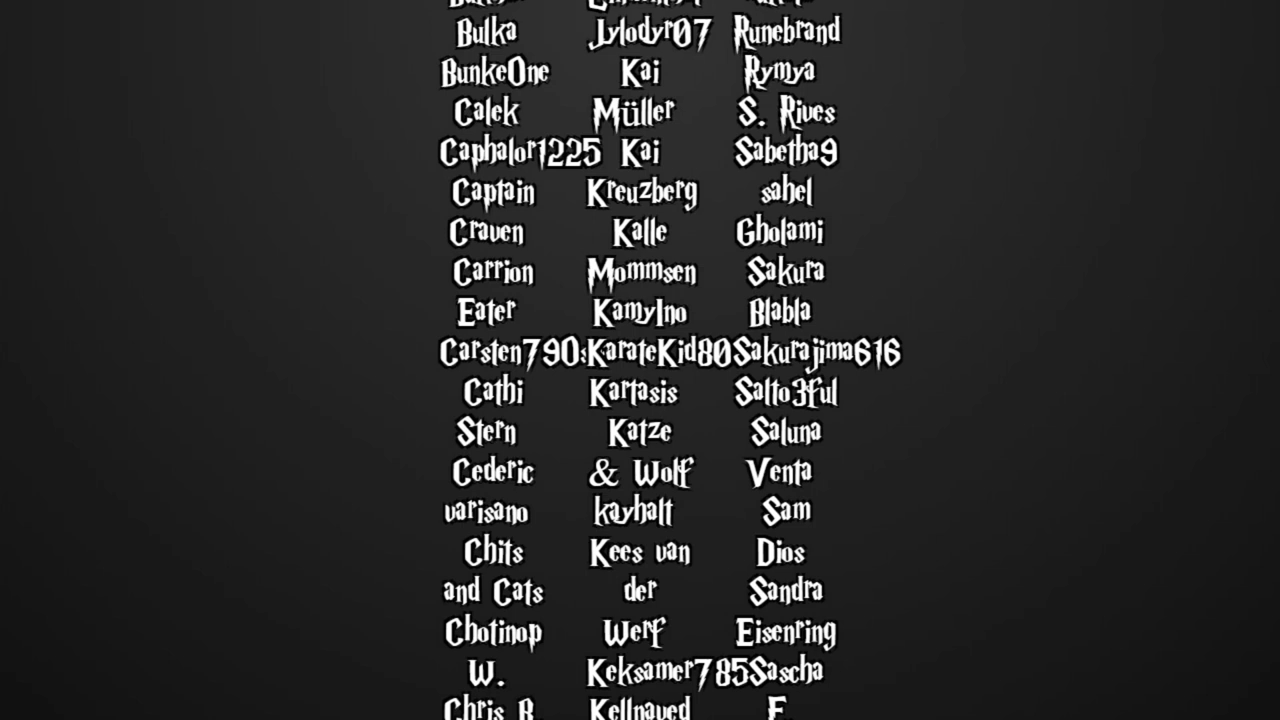 Bulka
BunkeOne
Calek
Caphalor1225
Captain
Craven
Carrion
Eater
Carsten790
Cathi
Stern
Cederic
varisano
Chits
and Cats
Chotinop
W.
Chris R.
Jylodyr07
Kai
Müller
Kai
Kreuzberg
Kalle
Mommsen
KamyIno
KarateKid80
Kartasis
Katze
& Wolf
kayhalt
Kees van
der
Werf
Keksamer785
Runebrand
Rymya
S. Rives
Sabetha9
sahel
Gholami
Sakura
Blabla
Sakurajima616
Salto3ful
Saluna
Venta
Sam
Dios
Sandra
Eisenring
Sascha